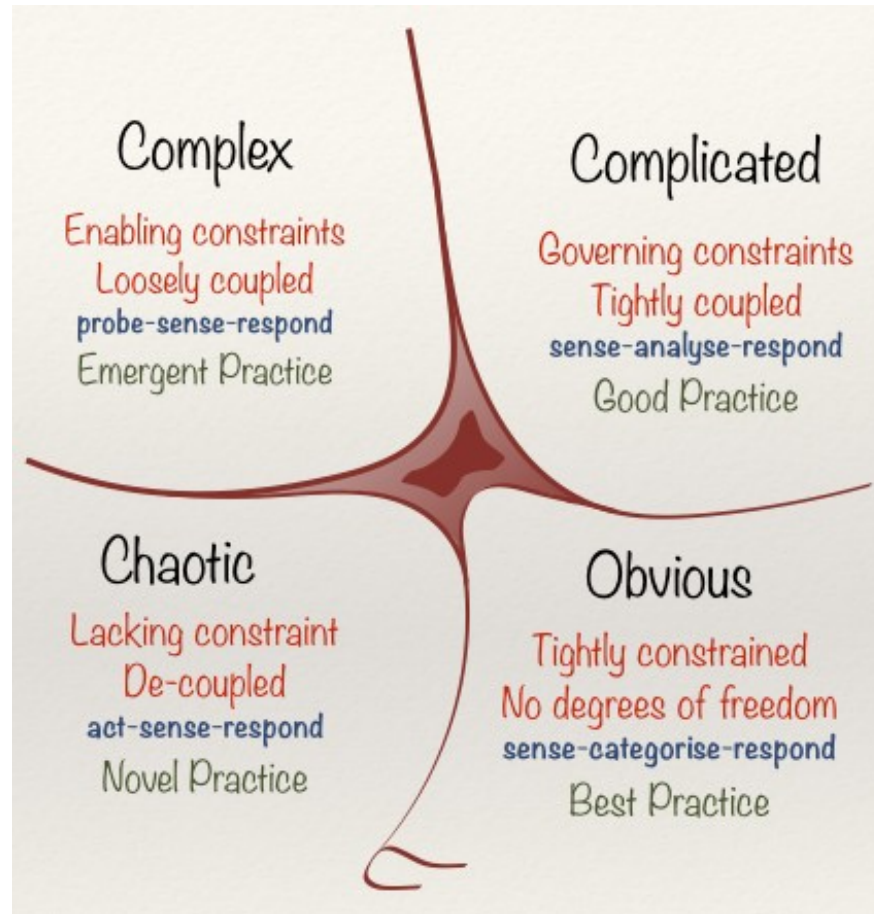 Complex
Enabling constraints
Loosely coupled
probe-sense-respond
Emergent Practice
Complicated
Governing constraints
Tightly coupled
sense-analyse-respond
Good Practice
Chaotic
Lacking constraint
De-coupled
act-sense-respond
Novel Practice
Obvious
Tightly constrained
No degrees of freedom
sense-categorise-respond
Best Practice